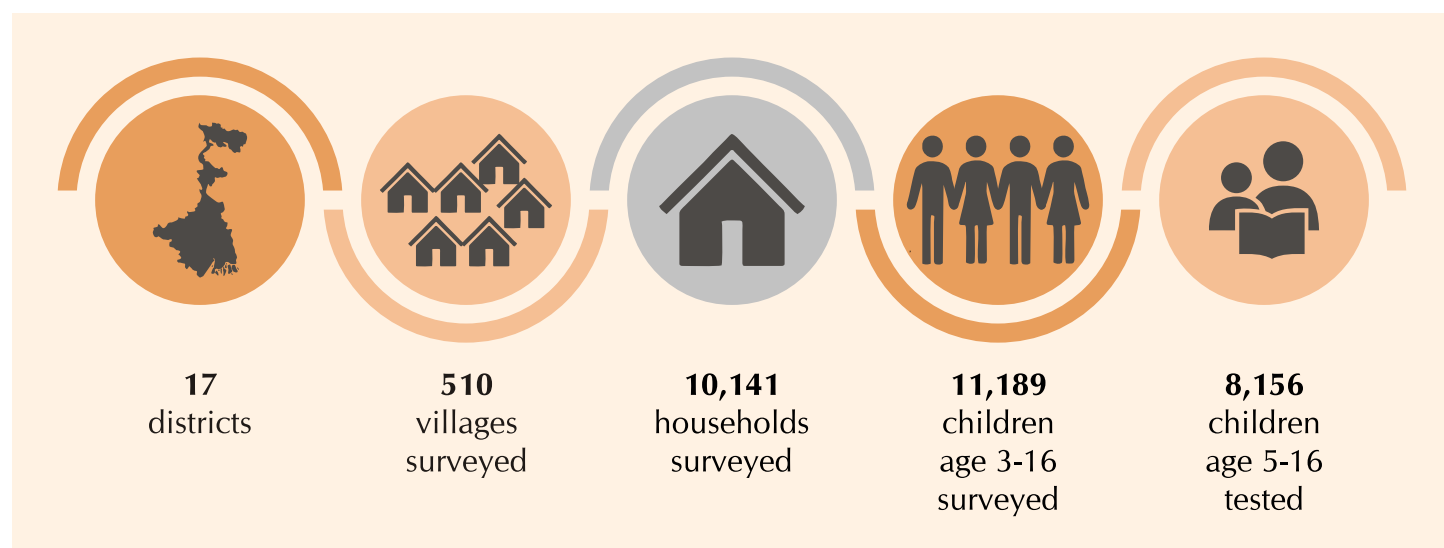 17
districts
510
villages
surveyed
10,141
households
surveyed
11,189
children
age 3-16
surveyed
8,156
children
age 5-16
tested